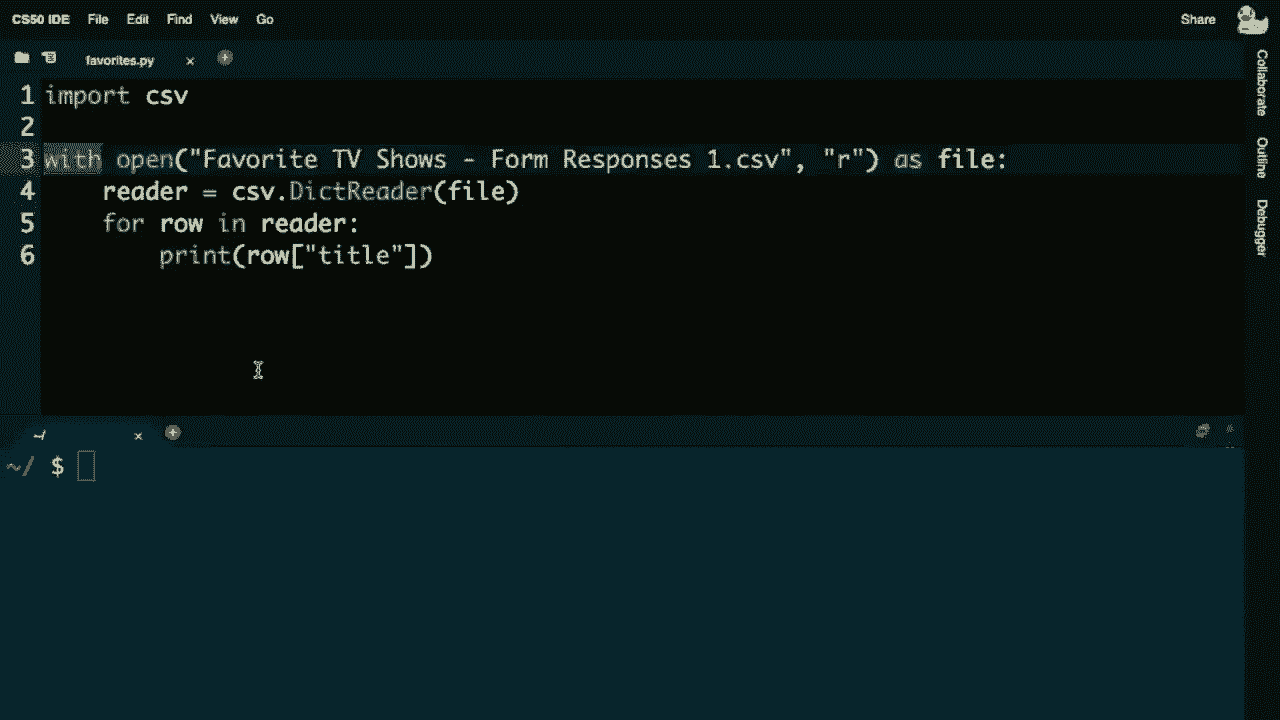 CS50 IDE File Edit Find View Go Share
favorites.py
1 import csv
2
3 with open("Favorite TV Shows - Form Responses 1.csv", "r") as file:
4     reader = csv.DictReader(file)
5     for row in reader:
6         print(row["title"])
Collaborate
Outline
Debugger
~/
~/ $